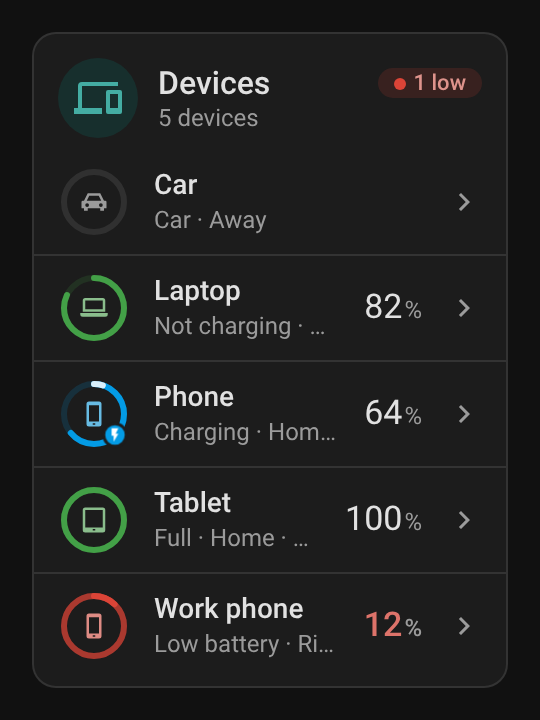 Devices
1 low
5 devices
Car
Car · Away
Laptop
Not charging · ...
82%
Phone
Charging · Hom...
64%
Tablet
Full · Home · ...
100%
Work phone
Low battery · Ri...
12%